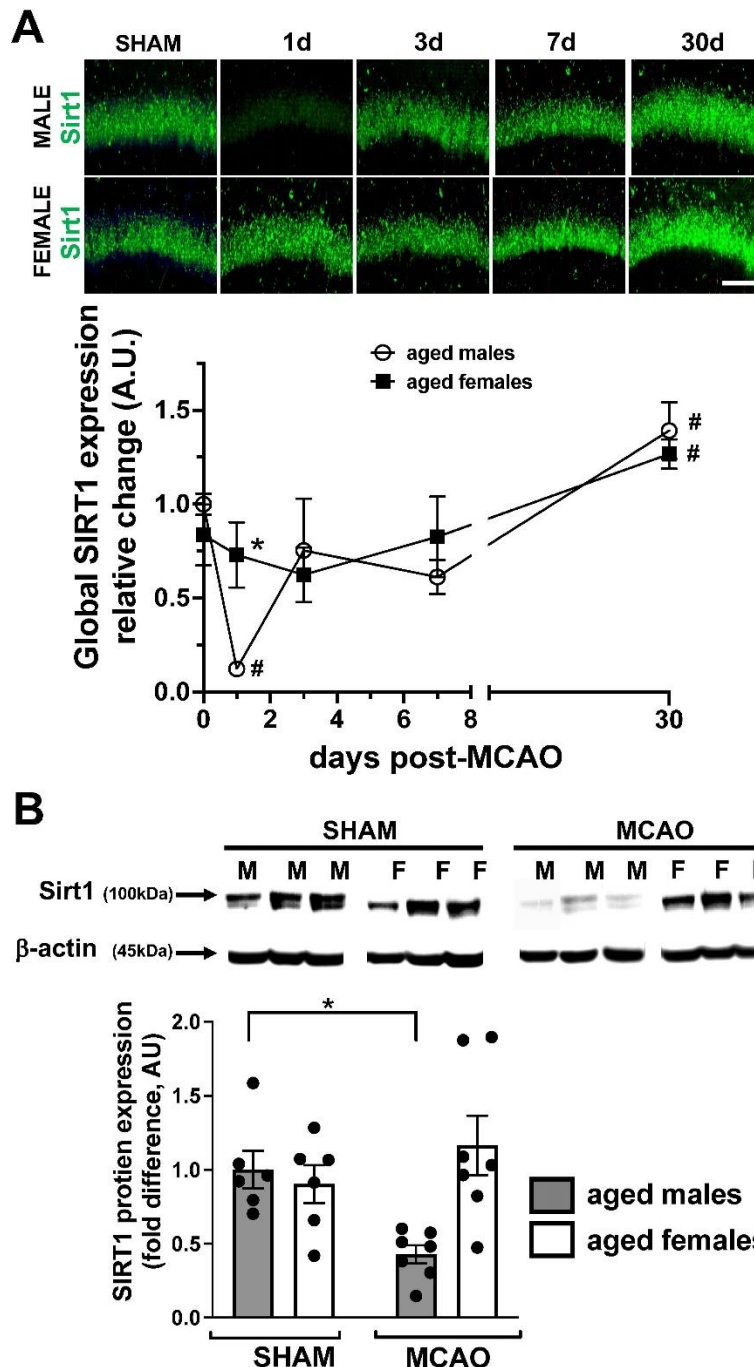 A
SHAM 1d 3d 7d 30d
MALE
Sirt1
FEMALE
Sirt1
Global SIRT1 expression
relative change (A.U.)
aged males
aged females
1.5
1.0
0.5
0.0
*
#
#
#
0 2 4 6 8 30
days post-MCAO
B
SHAM MCAO
M M M F F F M M M F F
Sirt1 (100kDa)
β-actin (45kDa)
SIRT1 protien expression
(fold difference, AU)
*
2.0
1.5
1.0
0.5
0.0
aged males
aged females
SHAM MCAO